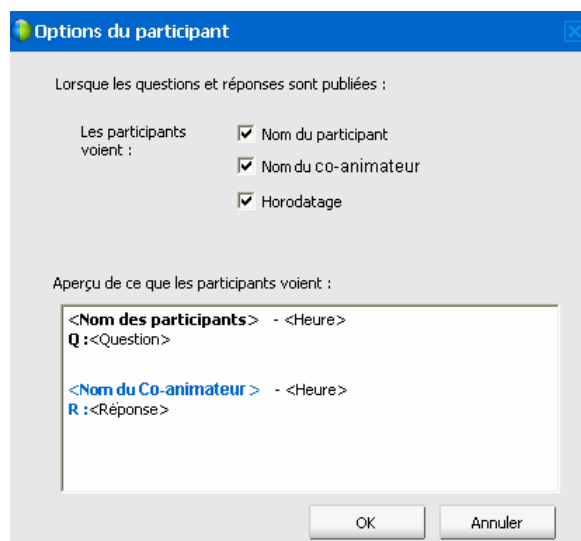 Options du participant
Lorsque les questions et réponses sont publiées :
Les participants
voient :
Nom du participant
Nom du co-animateur
Horodatage
Aperçu de ce que les participants voient :
<Nom des participants> - <Heure>
Q :<Question>
<Nom du Co-animateur > - <Heure>
R :<Réponse>
OK Annuler